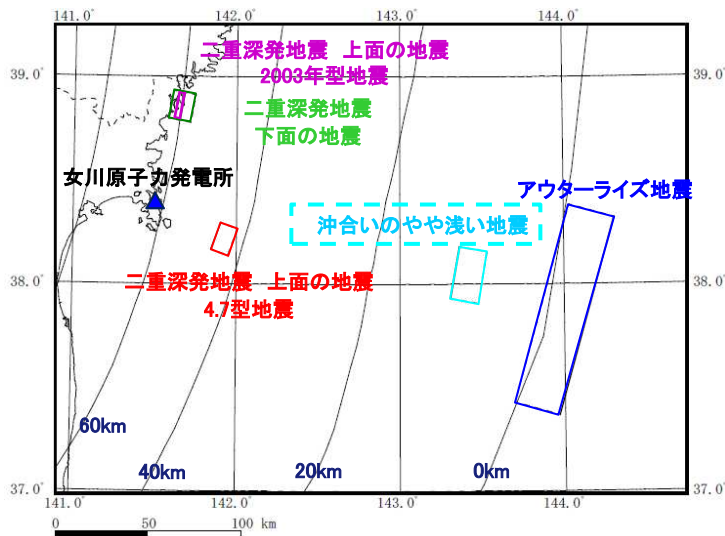 141.0° 142.0° 143.0° 144.0°
39.0° 39.0°
二重深発地震 上面の地震
2003年型地震
二重深発地震
下面の地震
女川原子力発電所
アウターライズ地震
沖合いのやや浅い地震
38.0° 38.0°
二重深発地震 上面の地震
4.7型地震
60km 40km 20km 0km
37.0° 37.0°
141.0° 142.0° 143.0° 144.0°
0 50 100 km